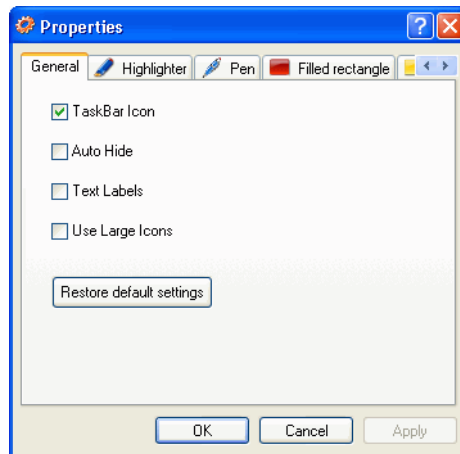 Properties
General Highlighter Pen Filled rectangle
TaskBar Icon
Auto Hide
Text Labels
Use Large Icons
Restore default settings
OK Cancel Apply